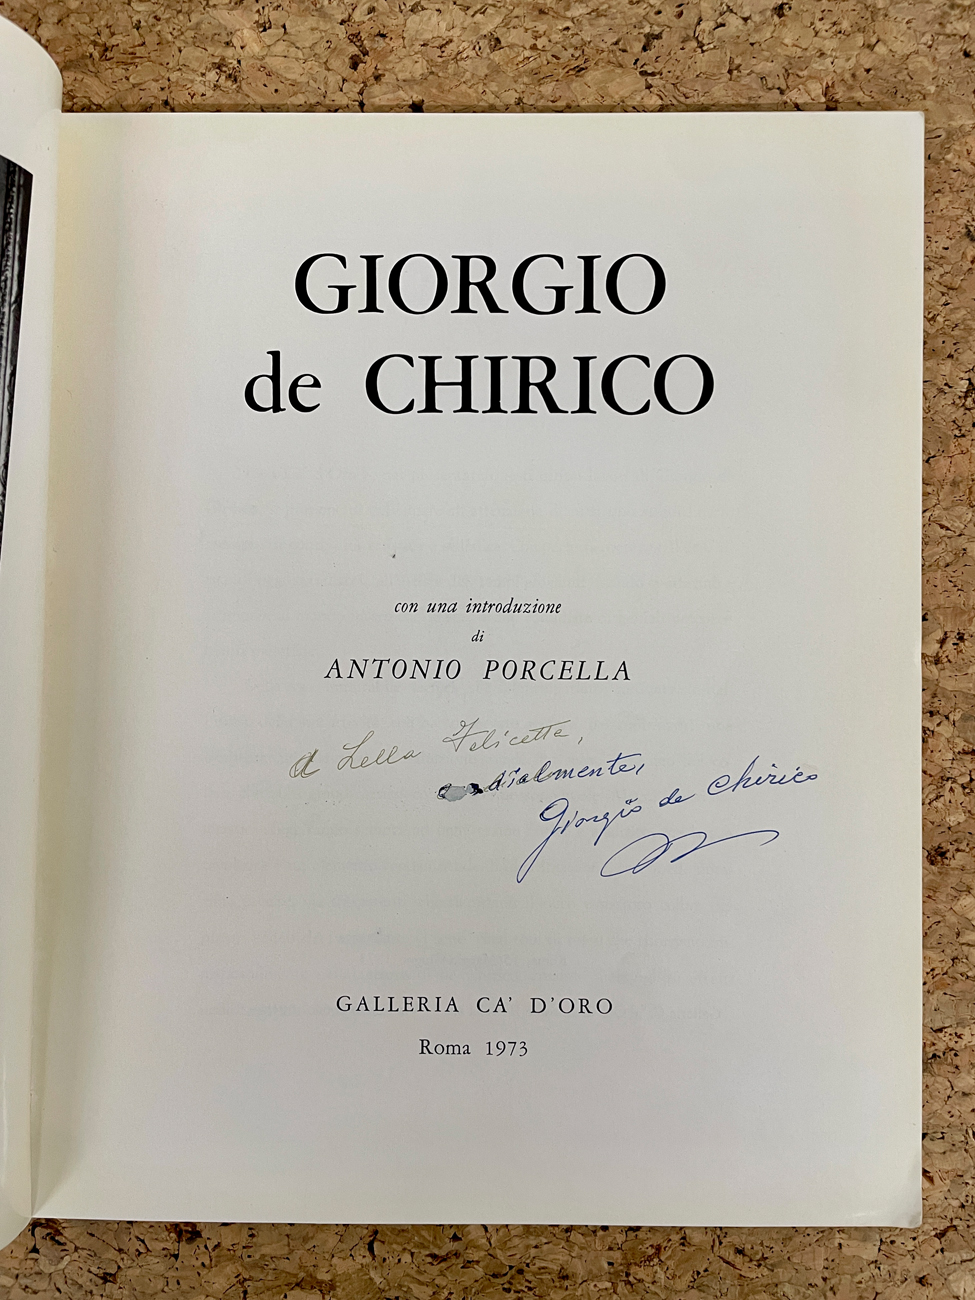 GIORGIO
de CHIRICO
con una introduzione
di
ANTONIO PORCELLA
a Lella Felicetta,
cordialmente,
Giorgio de Chirico
GALLERIA CA' D'ORO
Roma 1973